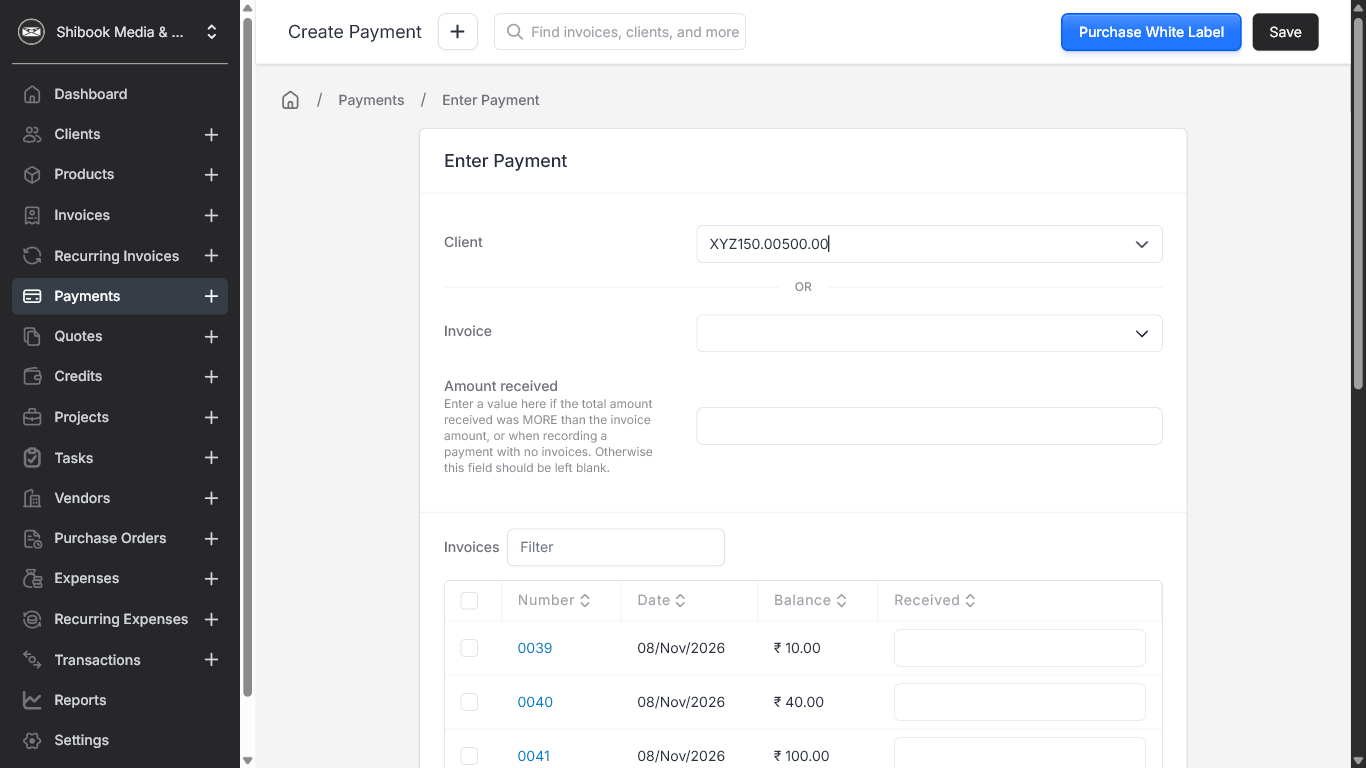 Shibook Media & ...
Dashboard
Clients
Products
Invoices
Recurring Invoices
Payments
Quotes
Credits
Projects
Tasks
Vendors
Purchase Orders
Expenses
Recurring Expenses
Transactions
Reports
Settings
Create Payment
Find invoices, clients, and more
Purchase White Label
Save
/ Payments / Enter Payment
Enter Payment
Client
XYZ150.00500.00
OR
Invoice
Amount received
Enter a value here if the total amount
received was MORE than the invoice
amount, or when recording a
payment with no invoices. Otherwise
this field should be left blank.
Invoices
Filter
Number Date Balance Received
0039 08/Nov/2026 ₹ 10.00
0040 08/Nov/2026 ₹ 40.00
0041 08/Nov/2026 ₹ 100.00